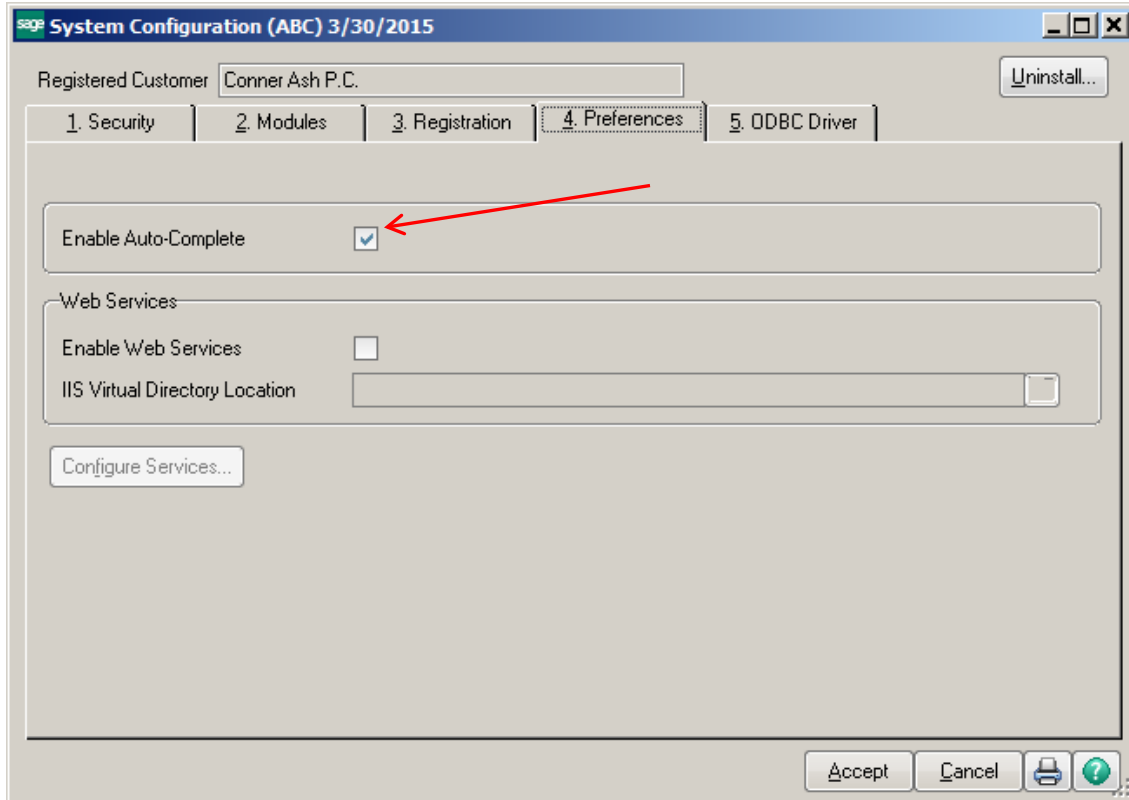 sage System Configuration (ABC) 3/30/2015
Registered Customer Conner Ash P.C. Uninstall...
1. Security 2. Modules 3. Registration 4. Preferences 5. ODBC Driver
Enable Auto-Complete
Web Services
Enable Web Services
IIS Virtual Directory Location
Configure Services...
Accept Cancel ?